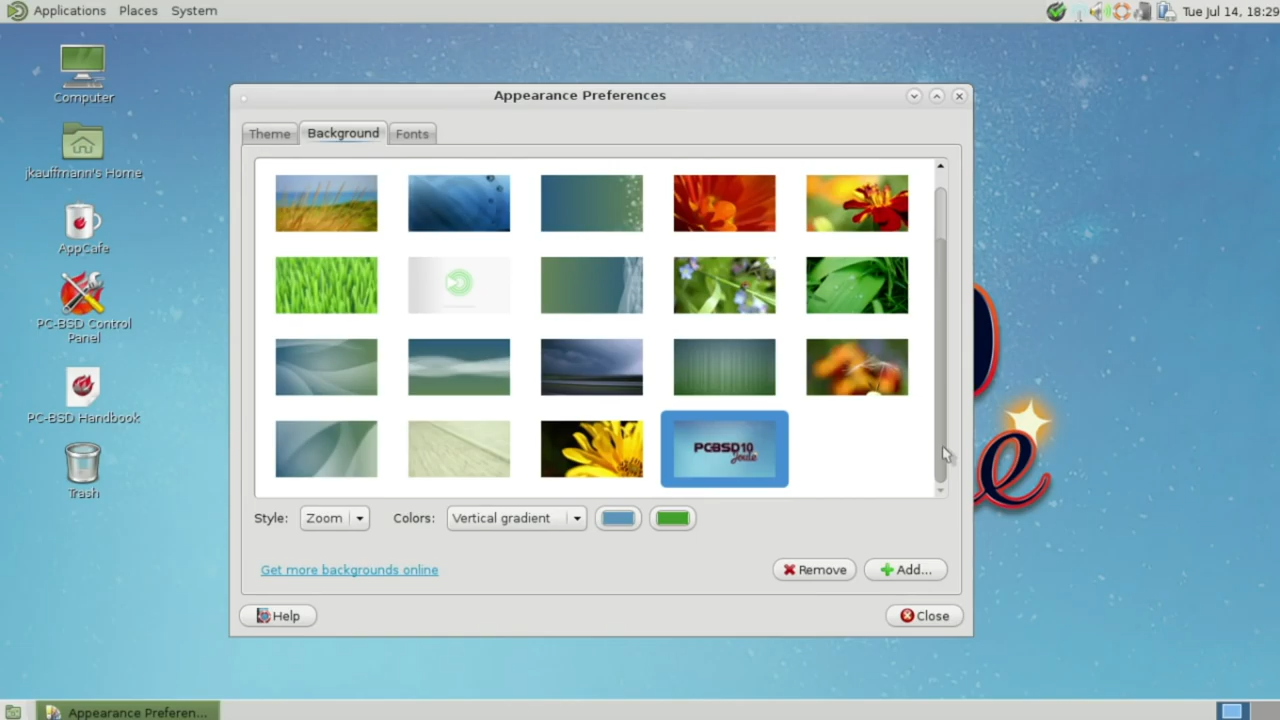 Applications Places System
Tue Jul 14, 18:29
Computer
jkauffmann's Home
AppCafe
PC-BSD Control
Panel
PC-BSD Handbook
Trash
Appearance Preferences
Theme Background Fonts
PCBSD10
Joule
Style: Zoom Colors: Vertical gradient
Get more backgrounds online
Remove Add...
Help Close
Appearance Preferen...